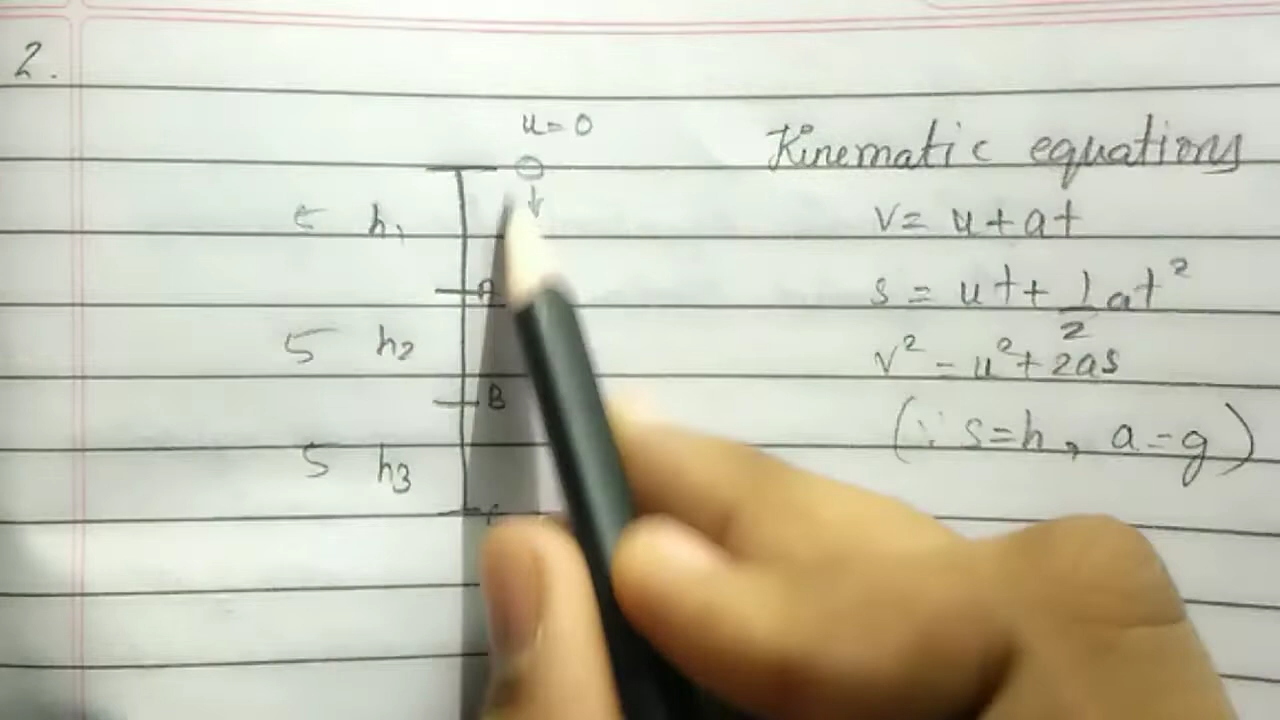 2.
u=0
5 h₁
A
5 h₂
B
5 h₃
Kinematic equations
v= u+at
s = ut+ 1/2 at²
v² = u²+2as
(∵ s=h, a=g)